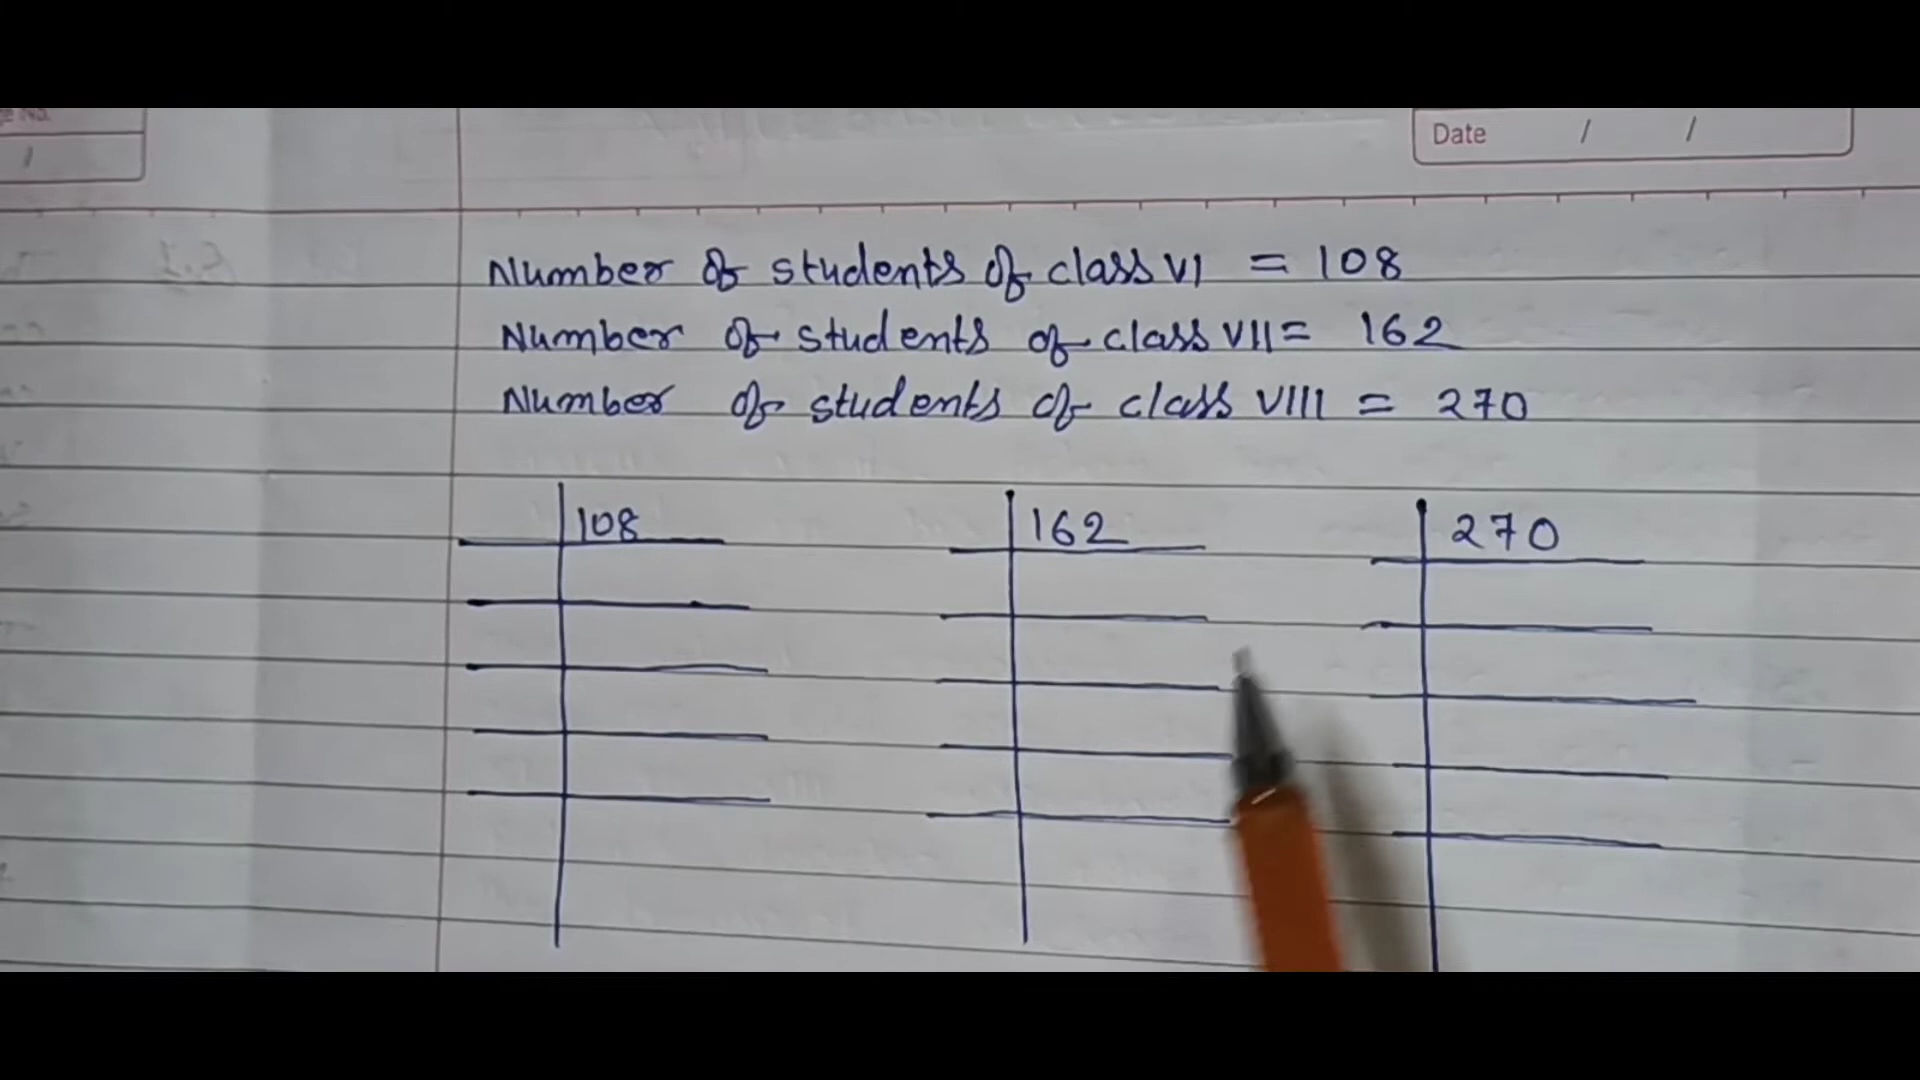 Date / /
Number of students of class VI = 108
Number of students of class VII = 162
Number of students of class VIII = 270
108 162 270